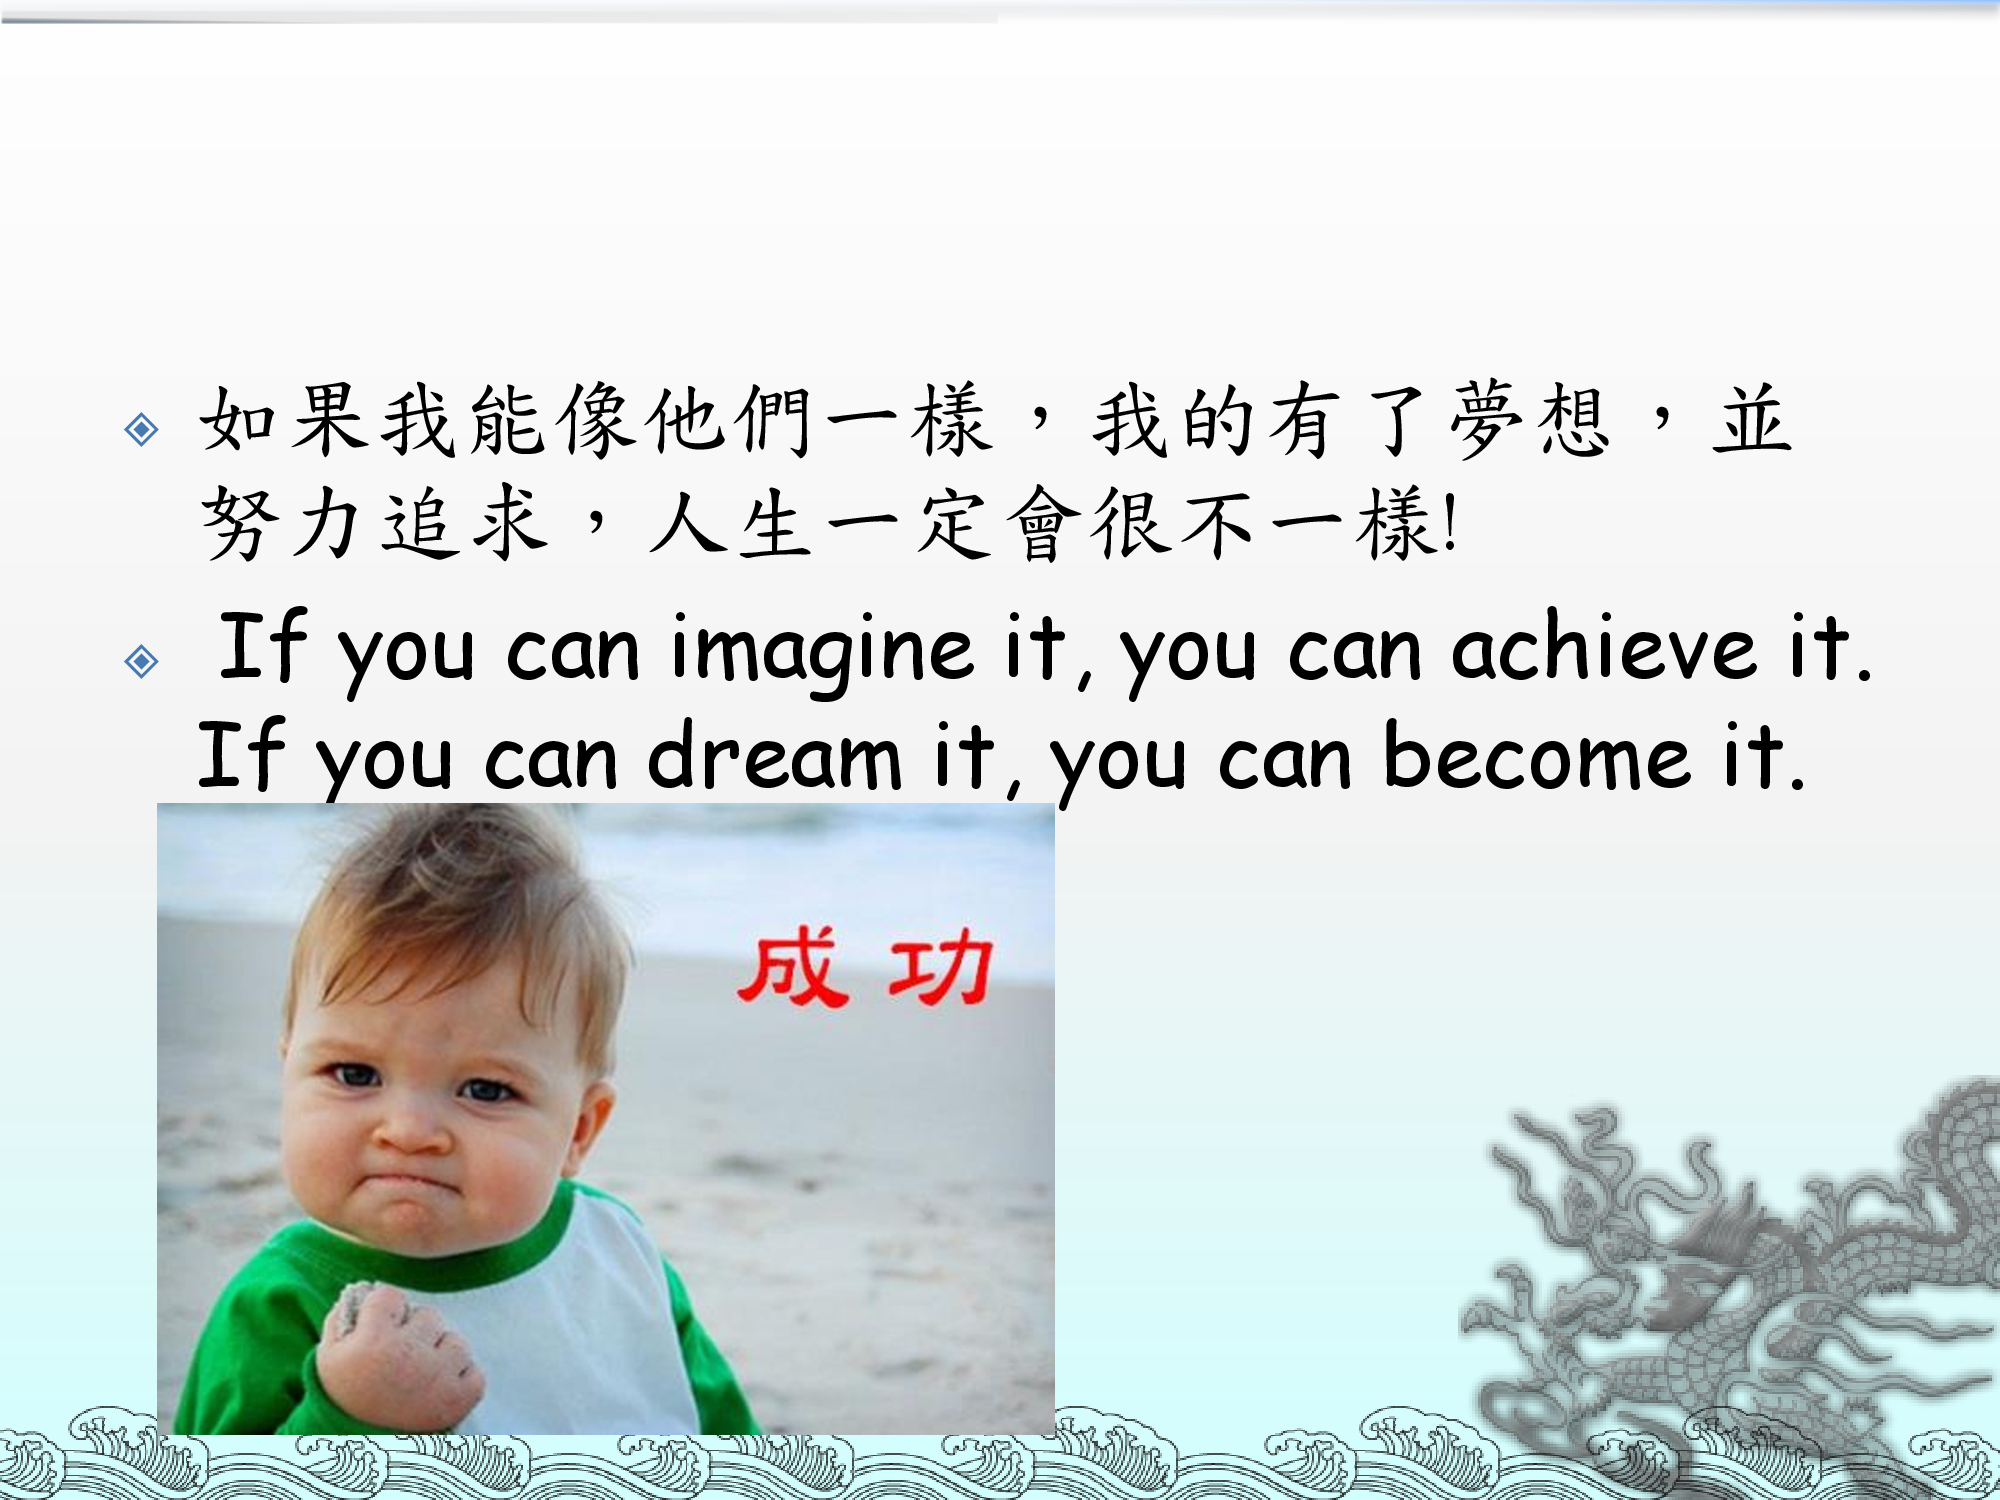 如果我能像他們一樣，我的有了夢想，並
努力追求，人生一定會很不一樣!
If you can imagine it, you can achieve it.
If you can dream it, you can become it.
成功